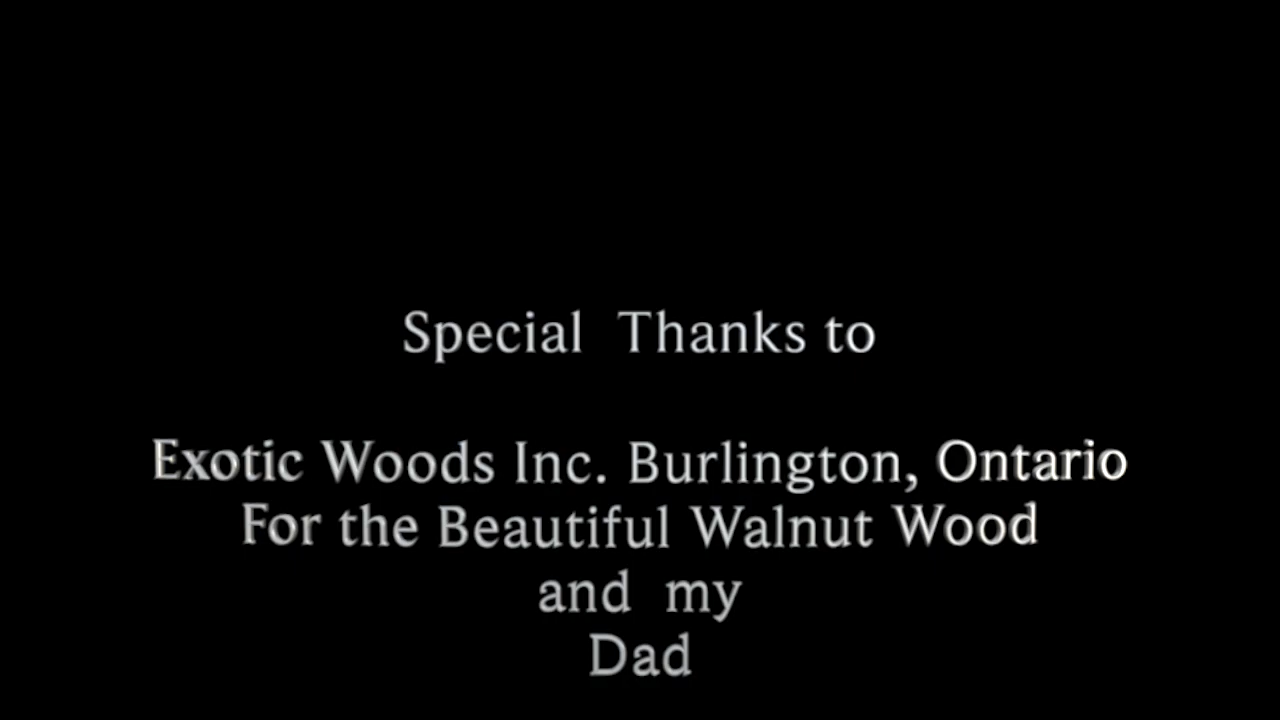 Special Thanks to
Exotic Woods Inc. Burlington, Ontario
For the Beautiful Walnut Wood
and my
Dad